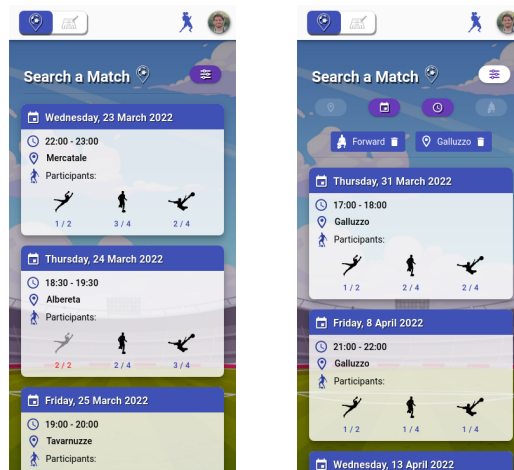 Search a Match
Wednesday, 23 March 2022
22:00 - 23:00
Mercatale
Participants:
1 / 2 3 / 4 2 / 4
Thursday, 24 March 2022
18:30 - 19:30
Albereta
Participants:
2 / 2 2 / 4 3 / 4
Friday, 25 March 2022
19:00 - 20:00
Tavarnuzze
Participants:
Search a Match
Forward Galluzzo
Thursday, 31 March 2022
17:00 - 18:00
Galluzzo
Participants:
1 / 2 2 / 4 2 / 4
Friday, 8 April 2022
21:00 - 22:00
Galluzzo
Participants:
1 / 2 1 / 4 1 / 4
Wednesday, 13 April 2022